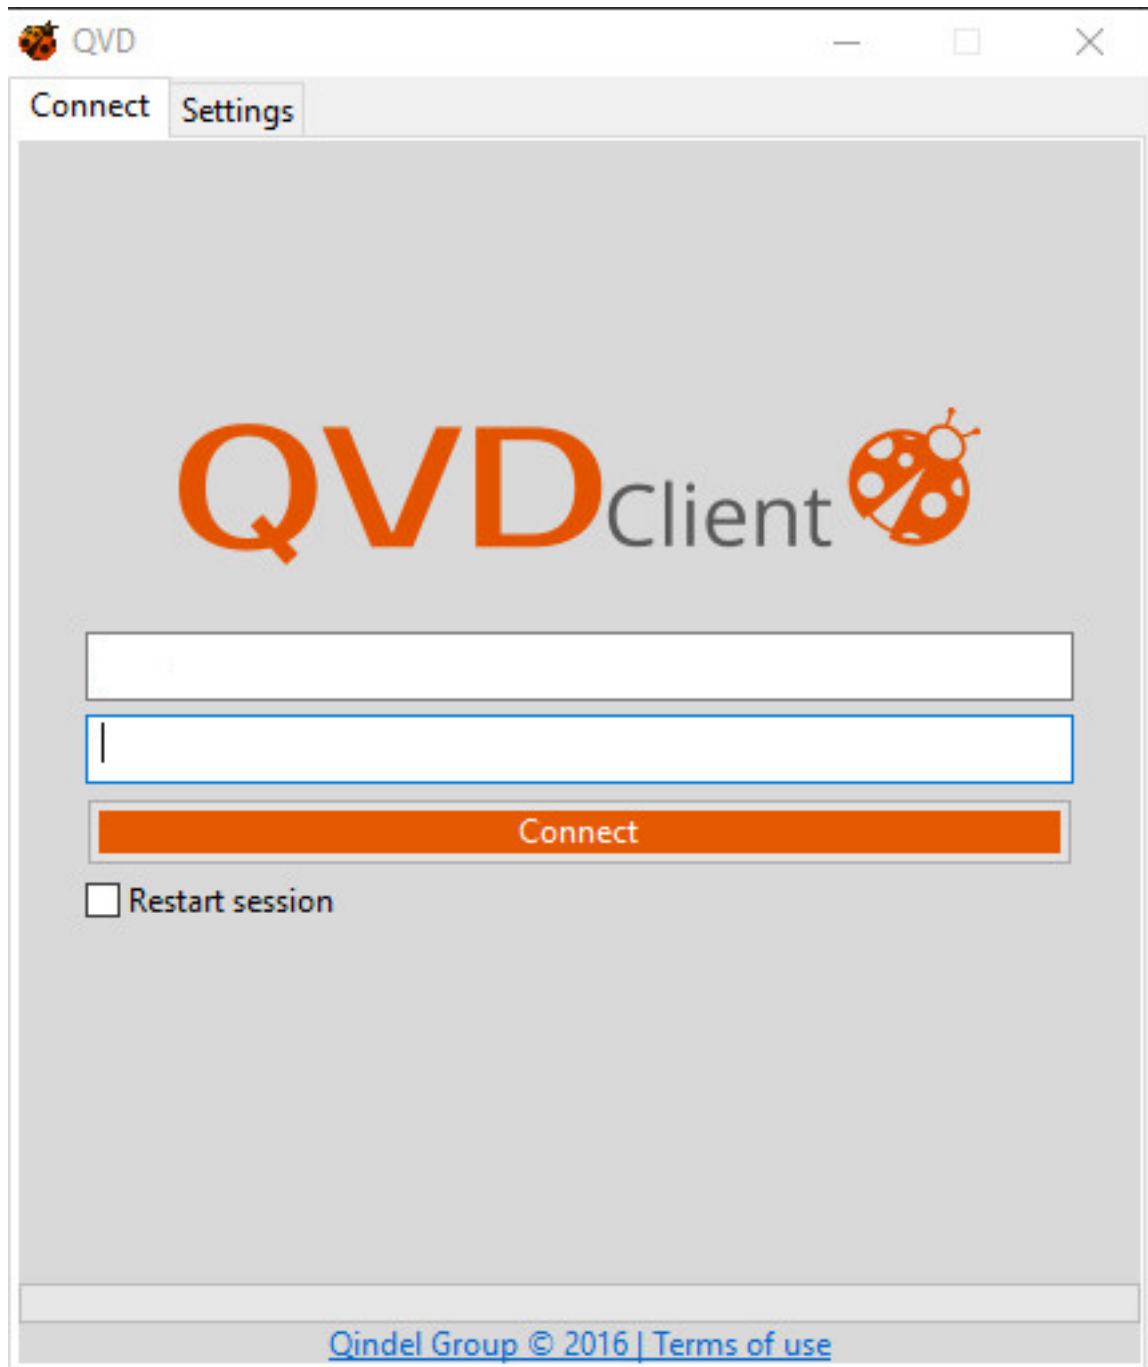 QVD
Connect Settings
QVDClient
Connect
Restart session
Qindel Group © 2016 | Terms of use